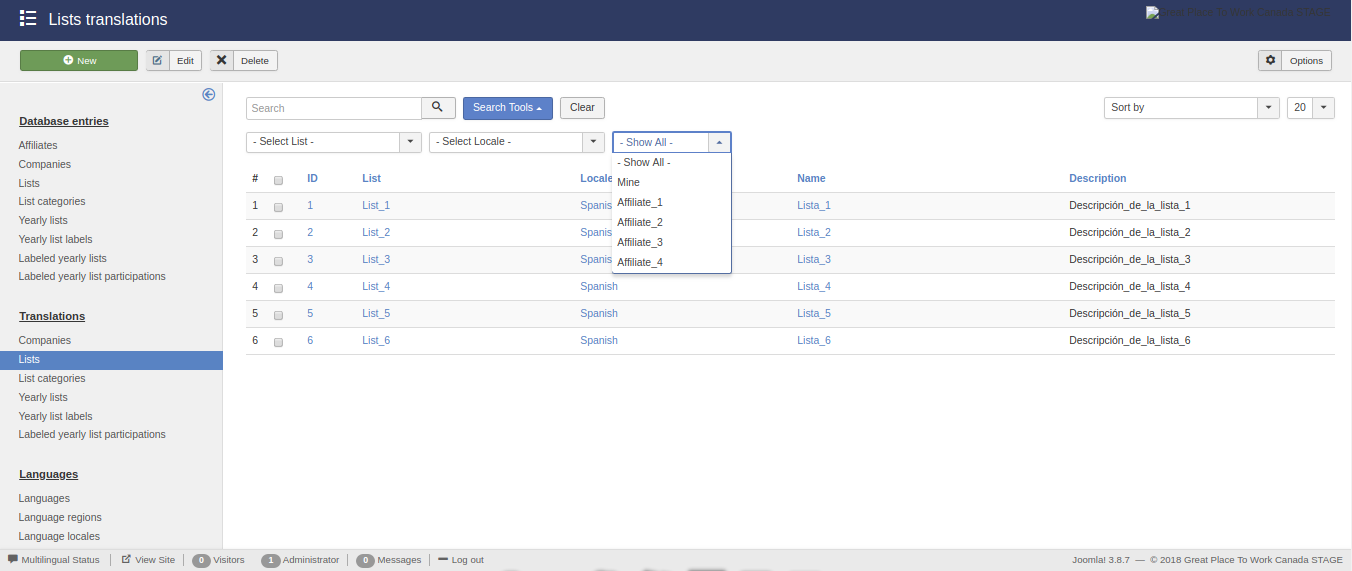 Lists translations
Great Place To Work Canada STAGE
New
Edit
Delete
Options
Database entries
Affiliates
Companies
Lists
List categories
Yearly lists
Yearly list labels
Labeled yearly lists
Labeled yearly list participations
Translations
Companies
Lists
List categories
Yearly lists
Yearly list labels
Labeled yearly list participations
Languages
Languages
Language regions
Language locales
Search
Search Tools
Clear
Sort by
20
- Select List -
- Select Locale -
- Show All -
- Show All -
Mine
Affiliate_1
Affiliate_2
Affiliate_3
Affiliate_4
# ID List Locale Name Description
1 1 List_1 Spanis Lista_1 Descripción_de_la_lista_1
2 2 List_2 Spanis Lista_2 Descripción_de_la_lista_2
3 3 List_3 Spanis Lista_3 Descripción_de_la_lista_3
4 4 List_4 Spanish Lista_4 Descripción_de_la_lista_4
5 5 List_5 Spanish Lista_5 Descripción_de_la_lista_5
6 6 List_6 Spanish Lista_6 Descripción_de_la_lista_6
Multilingual Status View Site 0 Visitors 1 Administrator 0 Messages Log out
Joomla! 3.8.7 — © 2018 Great Place To Work Canada STAGE